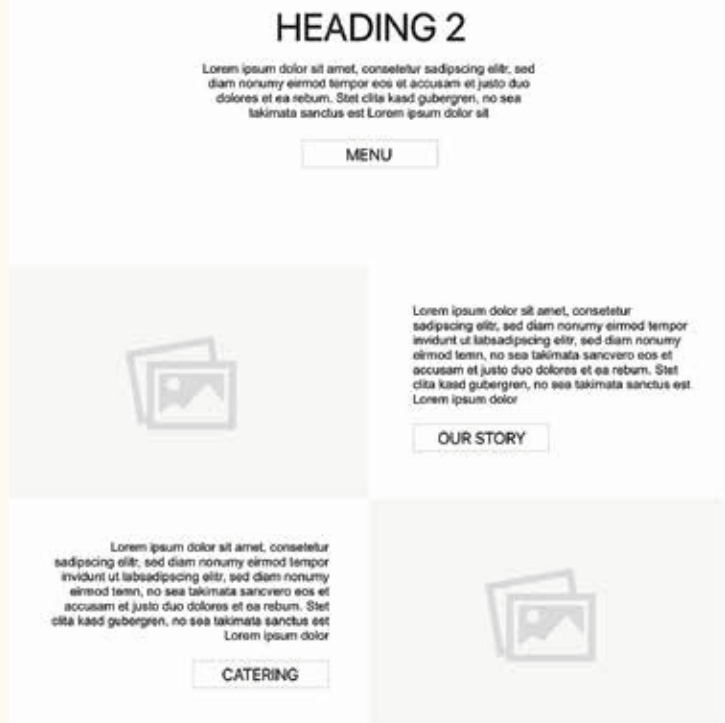 HEADING 2
Lorem ipsum dolor sit amet, consetetur sadipscing elitr, sed
diam nonumy eirmod tempor eos et accusam et justo duo
dolores et ea rebum. Stet clita kasd gubergren, no sea
takimata sanctus est Lorem ipsum dolor sit
MENU
Lorem ipsum dolor sit amet, consetetur
sadipscing elitr, sed diam nonumy eirmod tempor
invidunt ut labsadipscing elitr, sed diam nonumy
eirmod temn, no sea takimata sancvero eos et
accusam et justo duo dolores et ea rebum. Stet
clita kasd gubergren, no sea takimata sanctus est
Lorem ipsum dolor
OUR STORY
Lorem ipsum dolor sit amet, consetetur
sadipscing elitr, sed diam nonumy eirmod tempor
invidunt ut labsadipscing elitr, sed diam nonumy
eirmod temn, no sea takimata sancvero eos et
accusam et justo duo dolores et ea rebum. Stet
clita kasd gubergren, no sea takimata sanctus est
Lorem ipsum dolor
CATERING